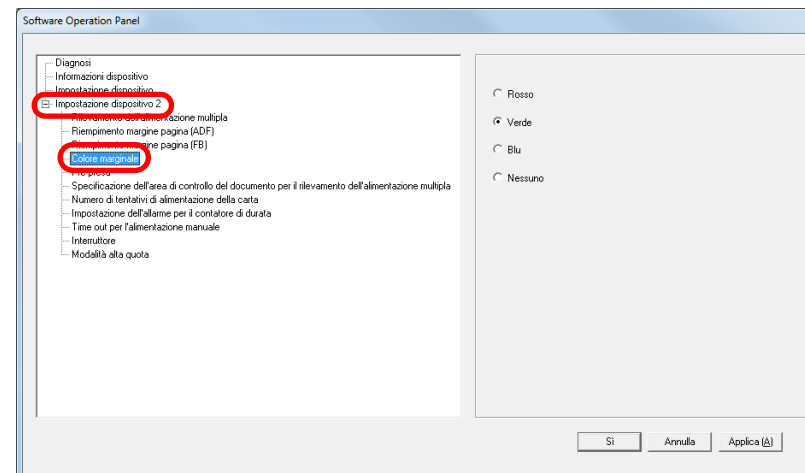 Software Operation Panel
Diagnosi
Informazioni dispositivo
Impostazione dispositivo
Impostazione dispositivo 2
Rilevamento dell'alimentazione multipla
Riempimento margine pagina (ADF)
Riempimento margine pagina (FB)
Colore marginale
Pre presa
Specificazione dell'area di controllo del documento per il rilevamento dell'alimentazione multipla
Numero di tentativi di alimentazione della carta
Impostazione dell'allarme per il contatore di durata
Time out per l'alimentazione manuale
Interruttore
Modalità alta quota
Rosso
Verde
Blu
Nessuno
Sì
Annulla
Applica (A)